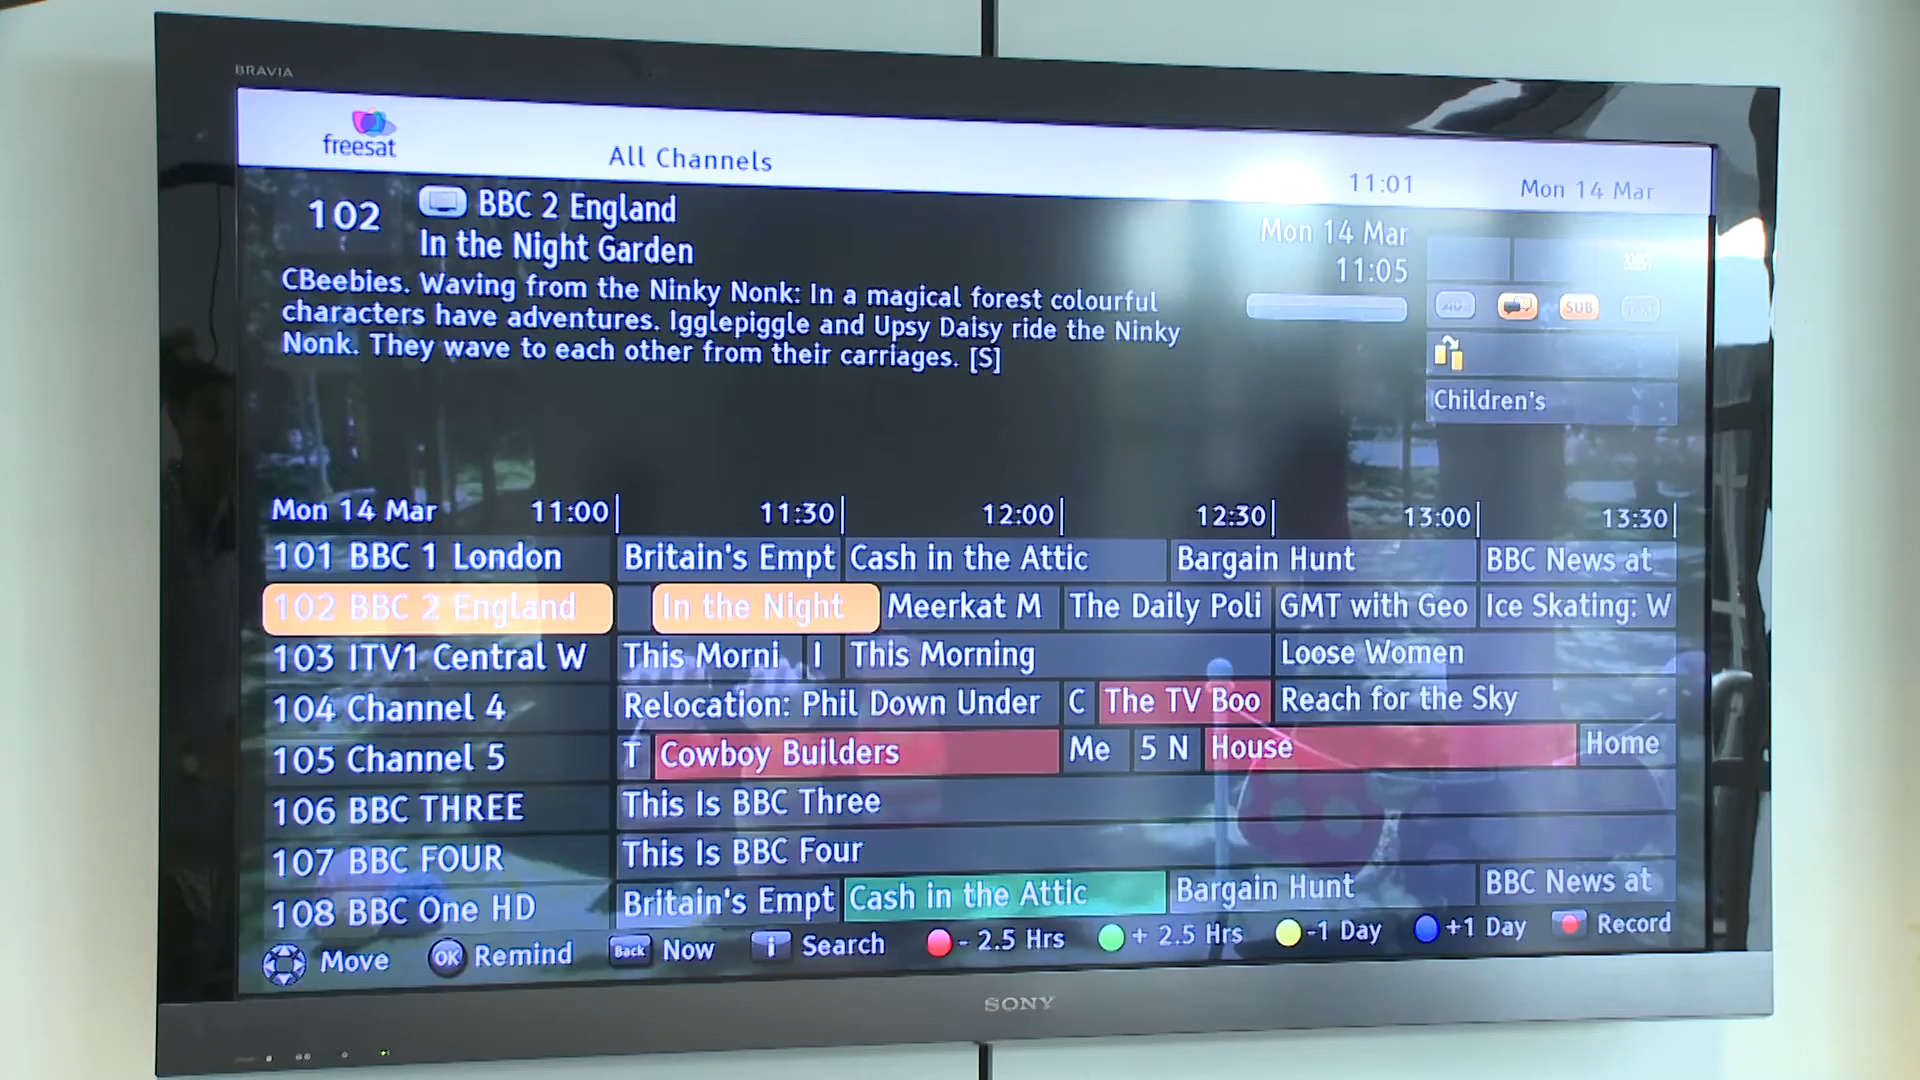 BRAVIA
freesat
All Channels
11:01
Mon 14 Mar
102
BBC 2 England
In the Night Garden
Mon 14 Mar
11:05
CBeebies. Waving from the Ninky Nonk: In a magical forest colourful
characters have adventures. Igglepiggle and Upsy Daisy ride the Ninky
Nonk. They wave to each other from their carriages. [S]
SUB
Children's
Mon 14 Mar 11:00 11:30 12:00 12:30 13:00 13:30
101 BBC 1 London Britain's Empt Cash in the Attic Bargain Hunt BBC News at
102 BBC 2 England In the Night Meerkat M The Daily Poli GMT with Geo Ice Skating: W
103 ITV1 Central W This Morni I This Morning Loose Women
104 Channel 4 Relocation: Phil Down Under C The TV Boo Reach for the Sky
105 Channel 5 T Cowboy Builders Me 5 N House Home
106 BBC THREE This Is BBC Three
107 BBC FOUR This Is BBC Four
108 BBC One HD Britain's Empt Cash in the Attic Bargain Hunt BBC News at
Move OK Remind Back Now i Search - 2.5 Hrs + 2.5 Hrs -1 Day +1 Day Record
SONY